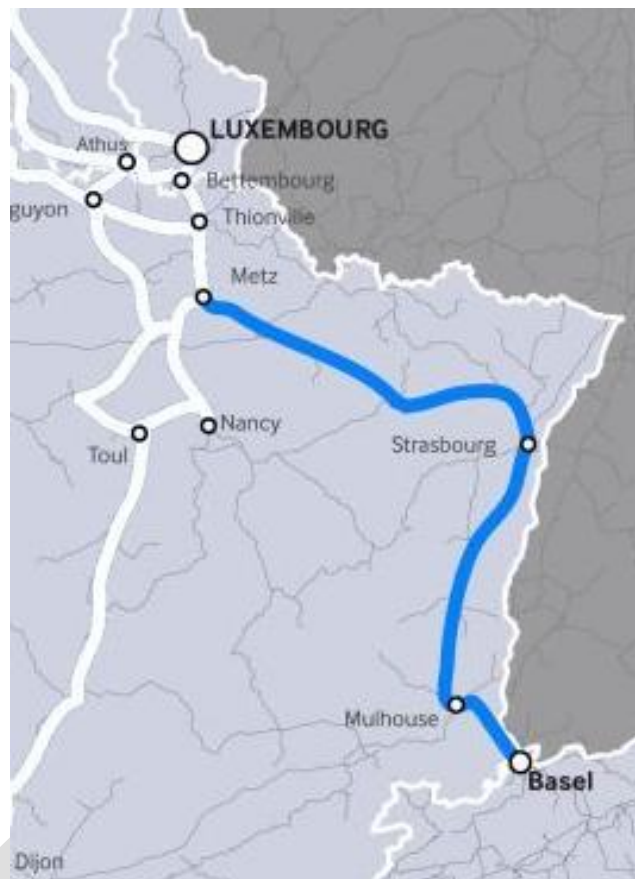 LUXEMBOURG
Athus
Bettembourg
guyon
Thionville
Metz
Nancy
Strasbourg
Toul
Mulhouse
Basel
Dijon